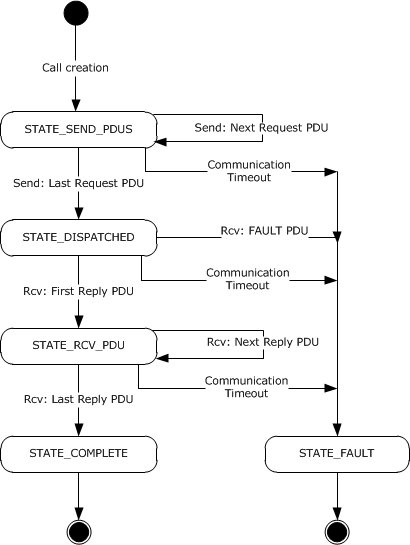 Call creation
STATE_SEND_PDUS
Send: Next Request PDU
Communication
Timeout
Send: Last Request PDU
STATE_DISPATCHED
Rcv: FAULT PDU
Communication
Timeout
Rcv: First Reply PDU
STATE_RCV_PDU
Rcv: Next Reply PDU
Communication
Timeout
Rcv: Last Reply PDU
STATE_COMPLETE
STATE_FAULT